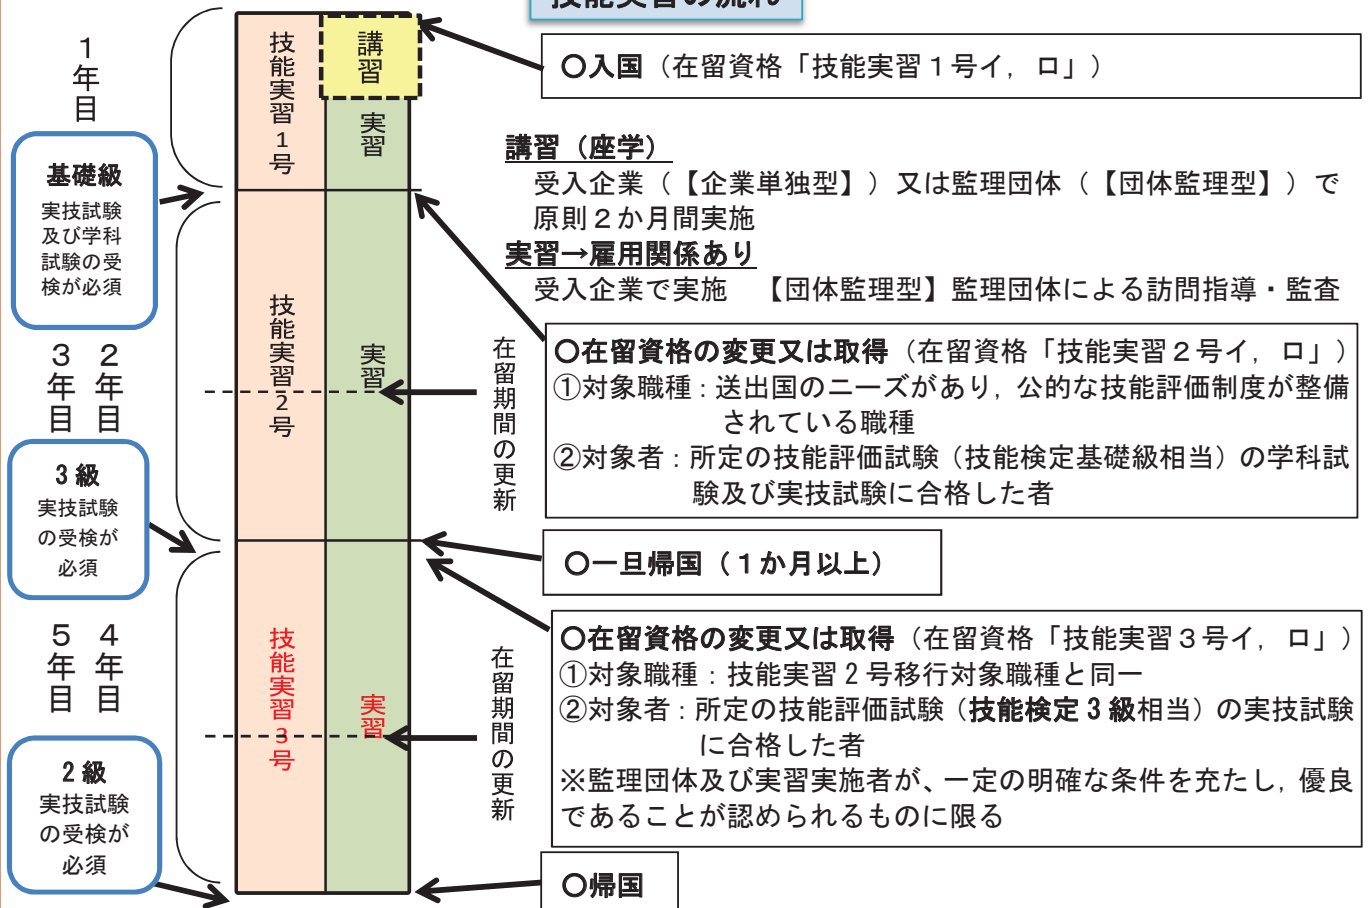 技能実習の流れ
1年目
技能実習1号
講習
実習
〇入国（在留資格「技能実習１号イ，ロ」）
基礎級
実技試験
及び学科
試験の受
検が必須
講習（座学）
受入企業（【企業単独型】）又は監理団体（【団体監理型】）で
原則２か月間実施
実習→雇用関係あり
受入企業で実施　【団体監理型】監理団体による訪問指導・監査
2年目
3年目
技能実習2号
実習
在留期間の更新
〇在留資格の変更又は取得（在留資格「技能実習２号イ，ロ」）
①対象職種：送出国のニーズがあり，公的な技能評価制度が整備
されている職種
②対象者：所定の技能評価試験（技能検定基礎級相当）の学科試
験及び実技試験に合格した者
3級
実技試験
の受検が
必須
〇一旦帰国（１か月以上）
4年目
5年目
技能実習3号
実習
在留期間の更新
〇在留資格の変更又は取得（在留資格「技能実習３号イ，ロ」）
①対象職種：技能実習２号移行対象職種と同一
②対象者：所定の技能評価試験（技能検定３級相当）の実技試験
に合格した者
※監理団体及び実習実施者が、一定の明確な条件を充たし，優良
であることが認められるものに限る
2級
実技試験
の受検が
必須
〇帰国